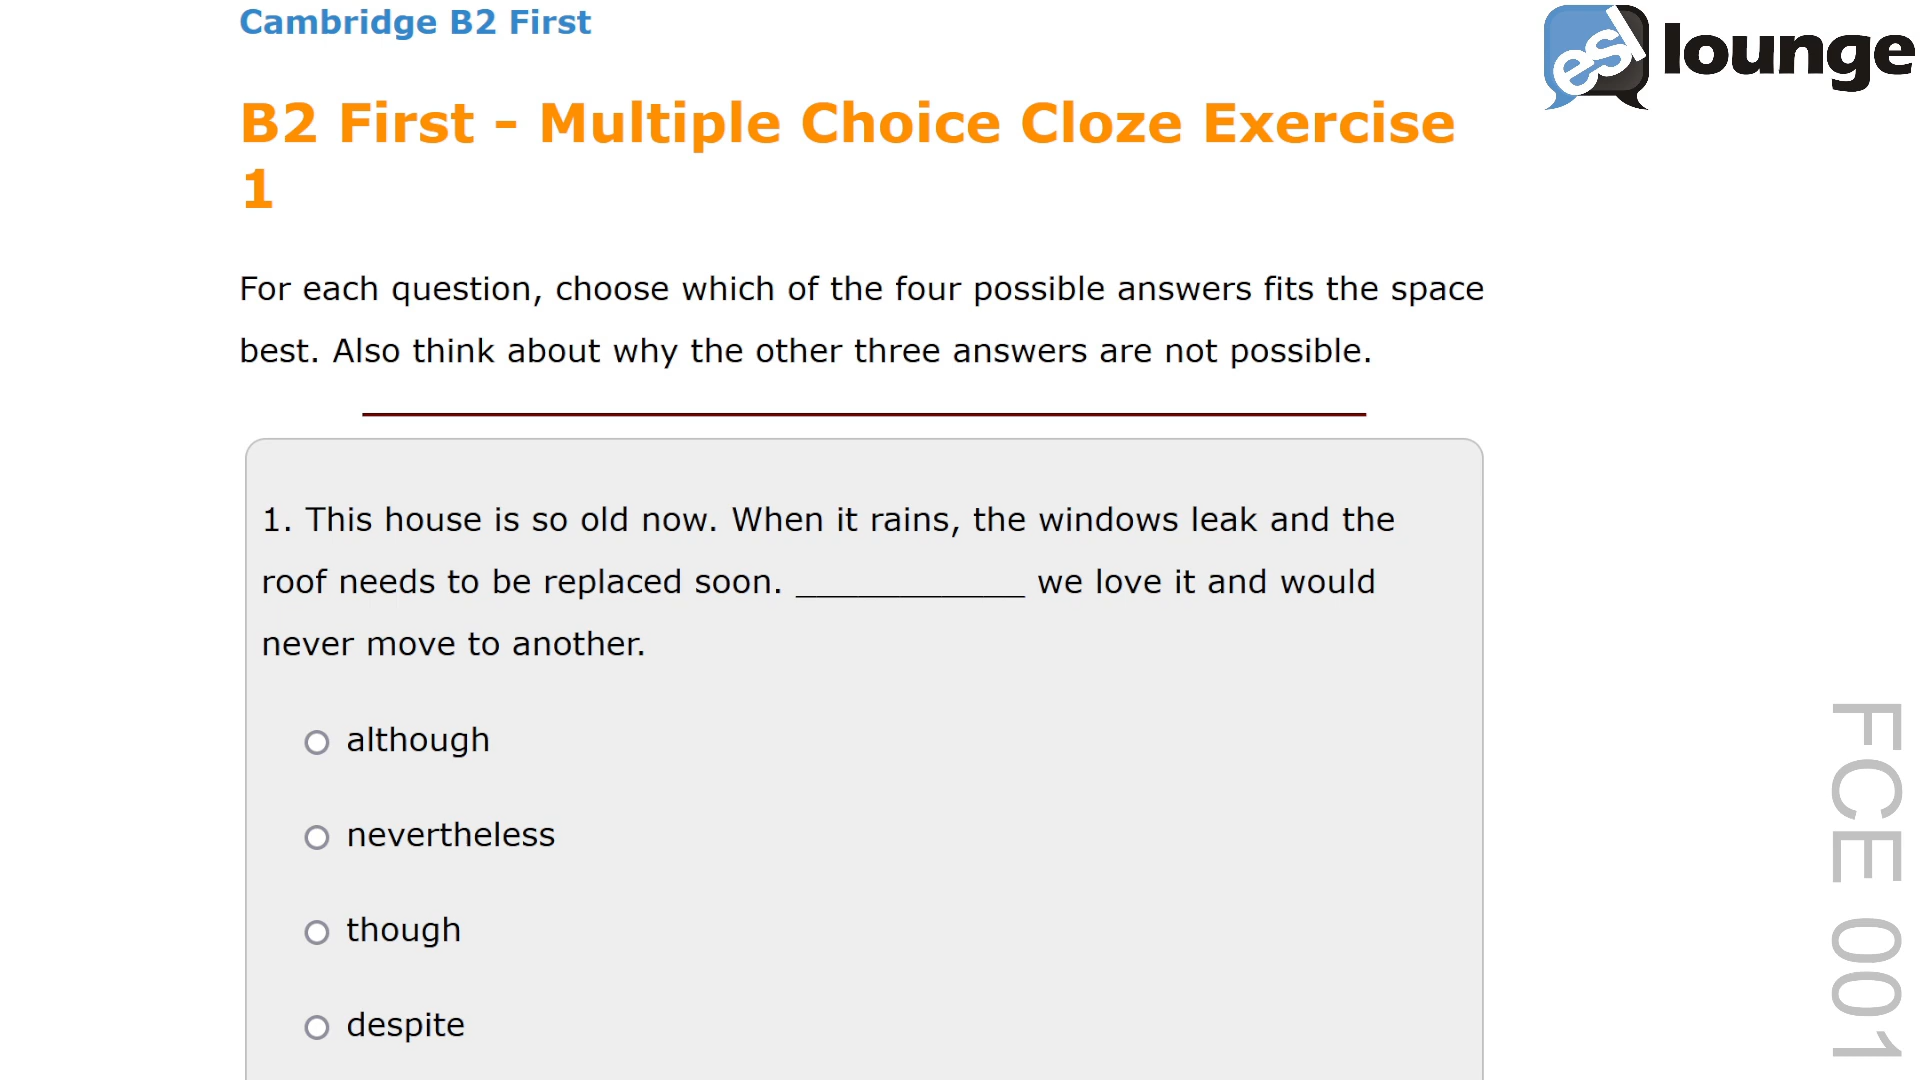 Cambridge B2 First
esl lounge
B2 First - Multiple Choice Cloze Exercise
1
For each question, choose which of the four possible answers fits the space
best. Also think about why the other three answers are not possible.
1. This house is so old now. When it rains, the windows leak and the
roof needs to be replaced soon. ____________ we love it and would
never move to another.
although
nevertheless
though
despite
FCE 001